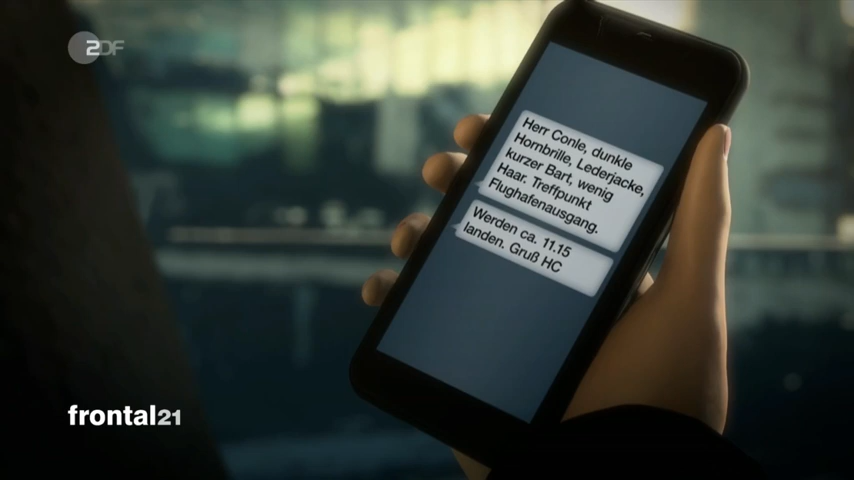 2DF
Herr Conle, dunkle
Hornbrille, Lederjacke,
kurzer Bart, wenig
Haar. Treffpunkt
Flughafenausgang.
Werden ca. 11.15
landen. Gruß HC
frontal21